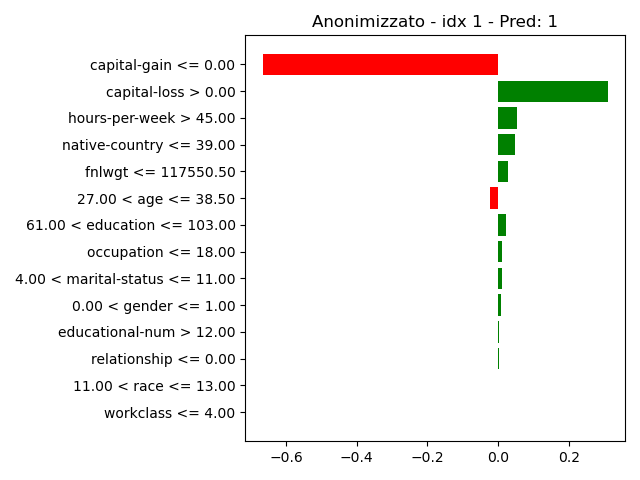 Anonimizzato - idx 1 - Pred: 1
capital-gain <= 0.00
capital-loss > 0.00
hours-per-week > 45.00
native-country <= 39.00
fnlwgt <= 117550.50
27.00 < age <= 38.50
61.00 < education <= 103.00
occupation <= 18.00
4.00 < marital-status <= 11.00
0.00 < gender <= 1.00
educational-num > 12.00
relationship <= 0.00
11.00 < race <= 13.00
workclass <= 4.00
−0.6 −0.4 −0.2 0.0 0.2